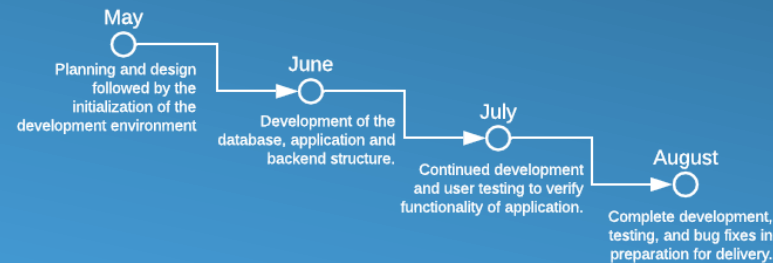 May
Planning and design
followed by the
initialization of the
development environment
June
Development of the
database, application and
backend structure.
July
Continued development
and user testing to verify
functionality of application.
August
Complete development,
testing, and bug fixes in
preparation for delivery.